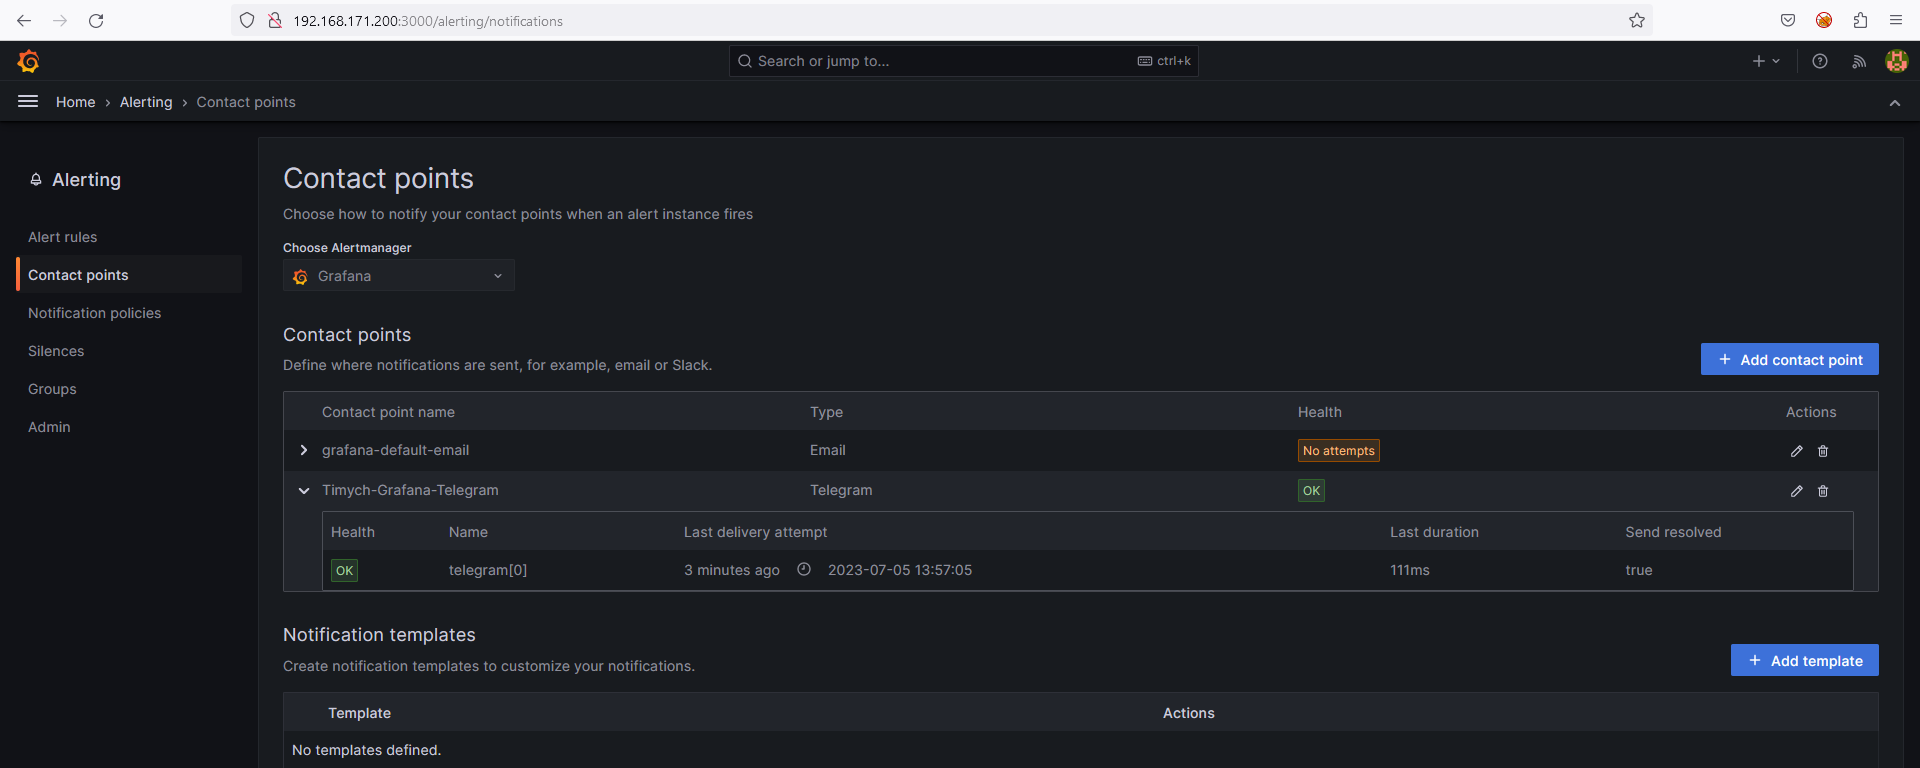 192.168.171.200:3000/alerting/notifications
Search or jump to... ctrl+k
Home › Alerting › Contact points
Alerting
Alert rules
Contact points
Notification policies
Silences
Groups
Admin
Contact points
Choose how to notify your contact points when an alert instance fires
Choose Alertmanager
Grafana
Contact points
Define where notifications are sent, for example, email or Slack.
+ Add contact point
Contact point name Type Health Actions
grafana-default-email Email No attempts
Timych-Grafana-Telegram Telegram OK
Health Name Last delivery attempt Last duration Send resolved
OK telegram[0] 3 minutes ago 2023-07-05 13:57:05 111ms true
Notification templates
Create notification templates to customize your notifications.
+ Add template
Template Actions
No templates defined.